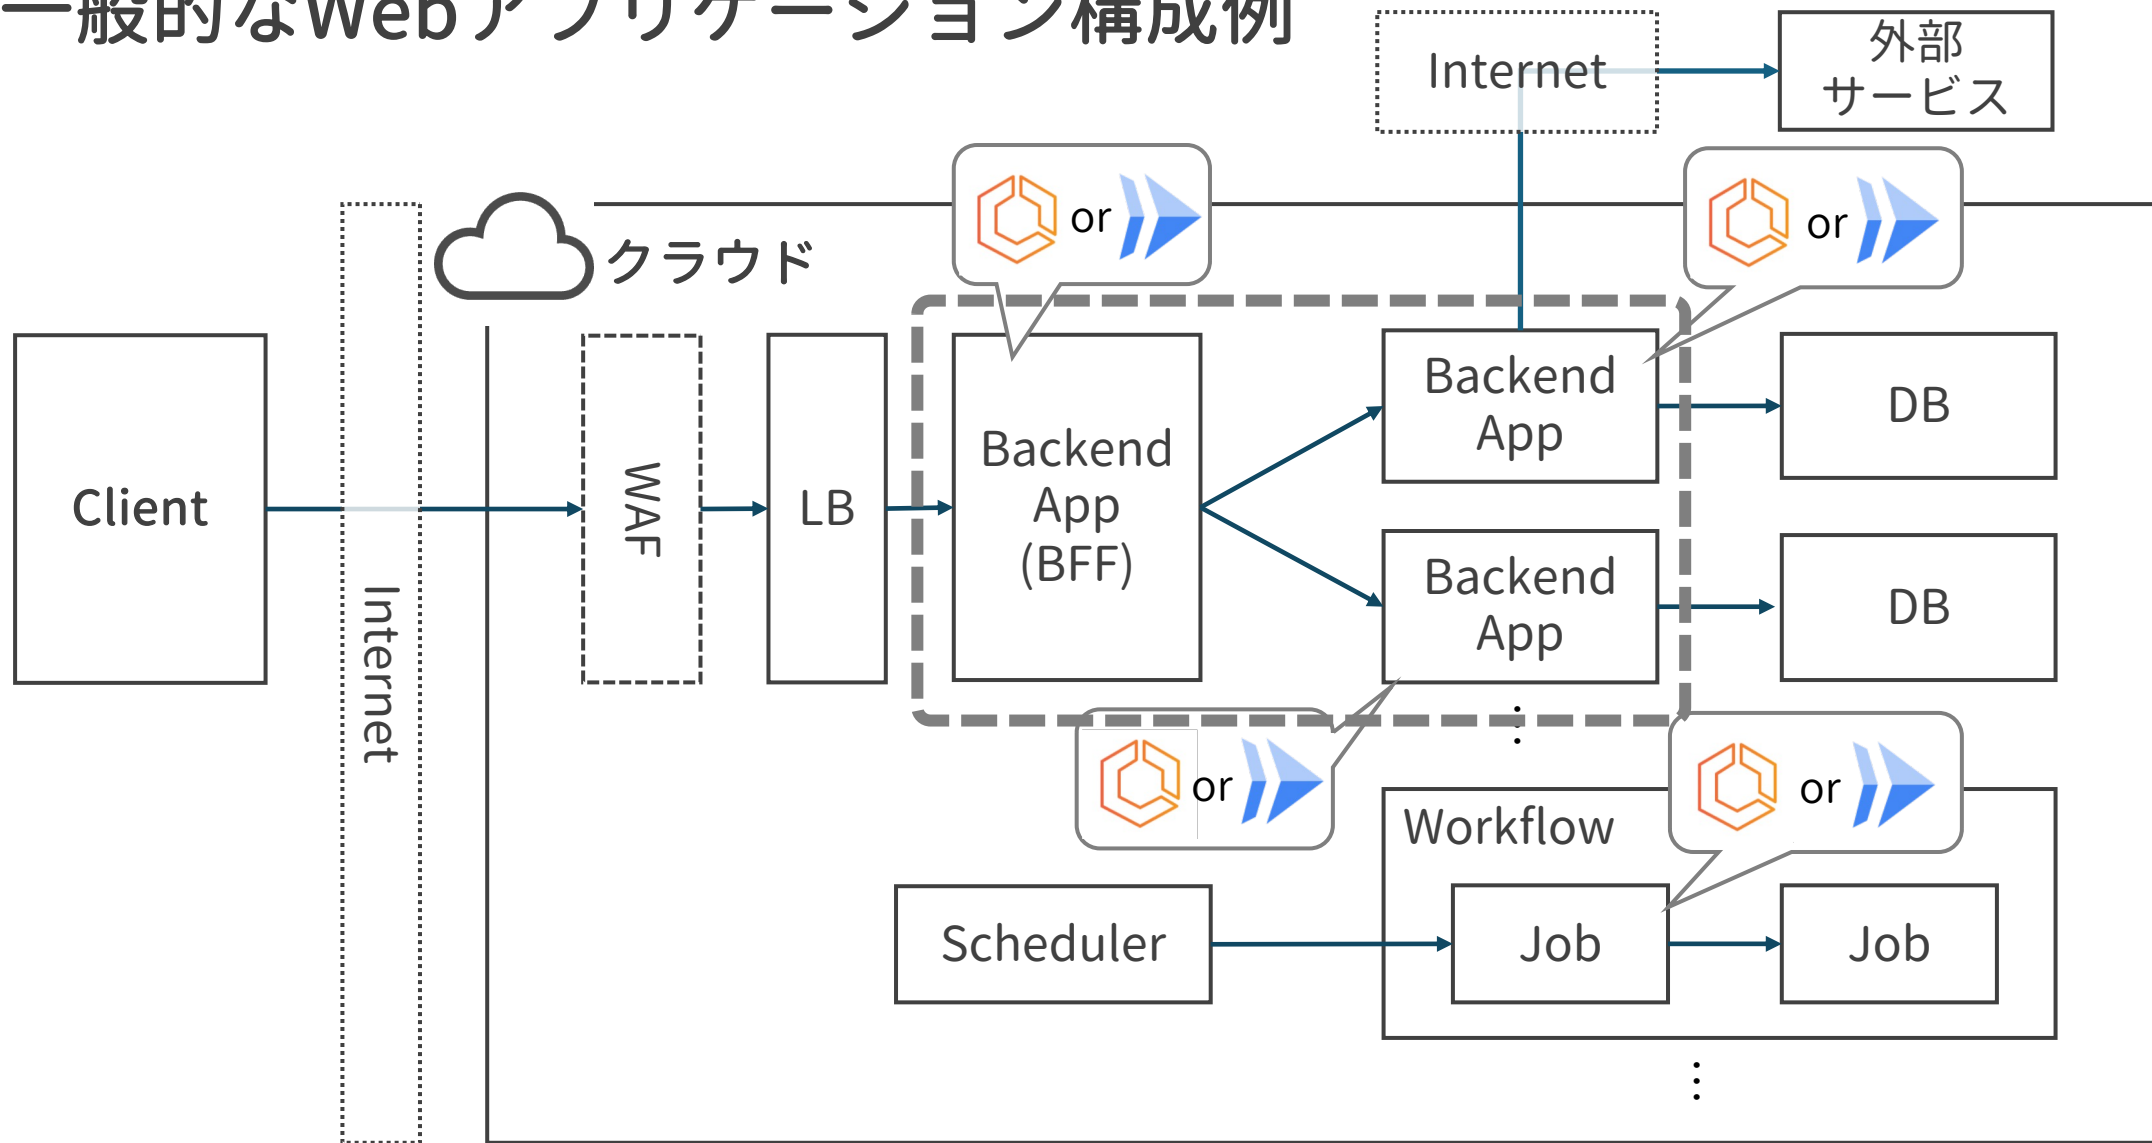 一般的なWebアプリケーション構成例
Internet
外部
サービス
or
or
クラウド
Client
Internet
WAF
LB
Backend
App
(BFF)
Backend
App
DB
Backend
App
DB
⋮
or
or
Workflow
Scheduler
Job
Job
⋮